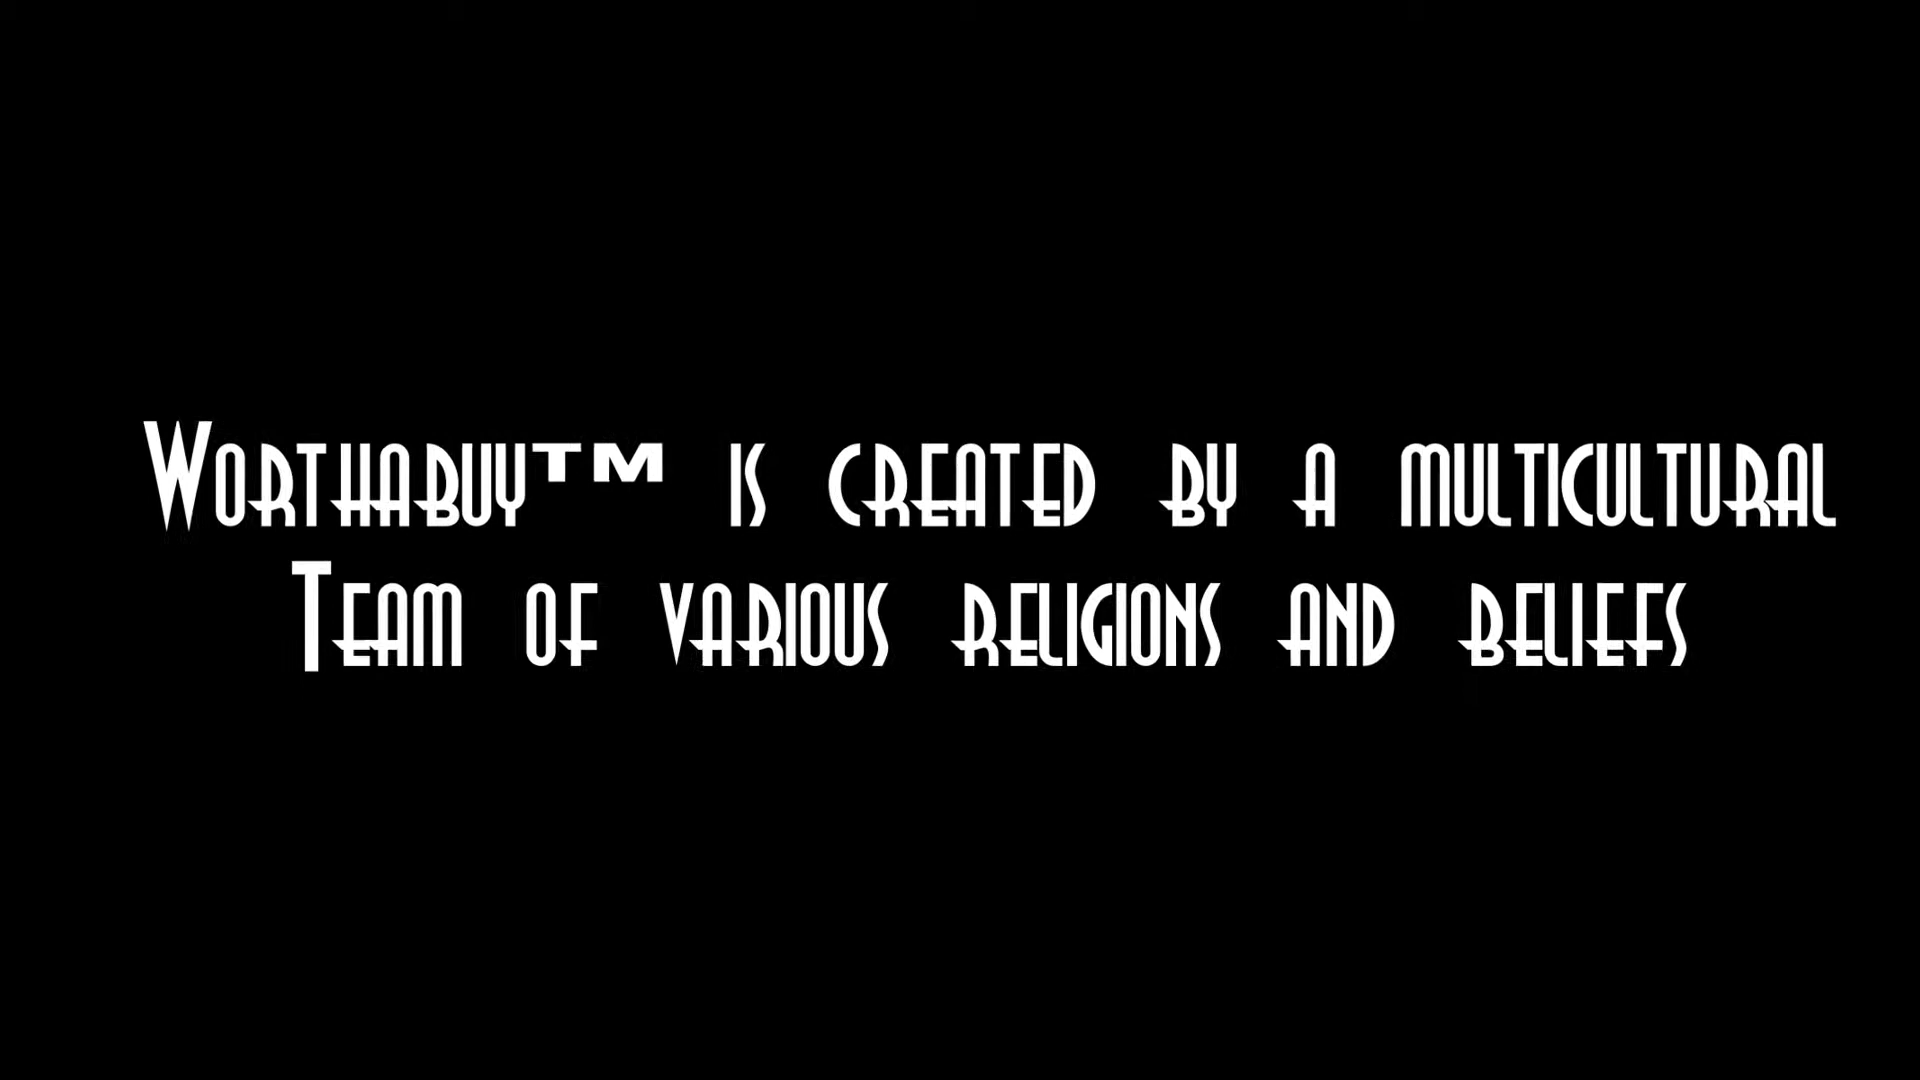 Worthabuy™ is created by a multicultural
Team of various religions and beliefs